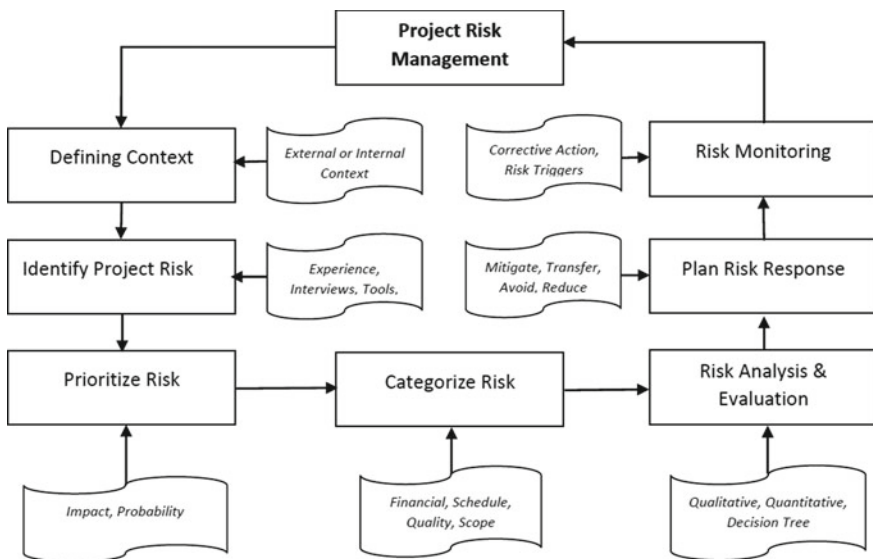 Project Risk
Management
Defining Context
External or Internal
Context
Corrective Action,
Risk Triggers
Risk Monitoring
Identify Project Risk
Experience,
Interviews, Tools,
Mitigate, Transfer,
Avoid, Reduce
Plan Risk Response
Prioritize Risk
Categorize Risk
Risk Analysis &
Evaluation
Impact, Probability
Financial, Schedule,
Quality, Scope
Qualitative, Quantitative,
Decision Tree